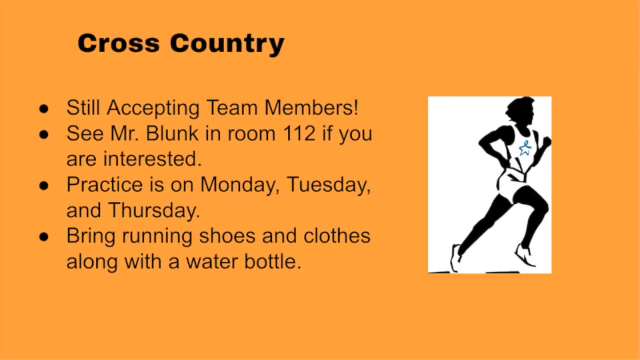 Cross Country
● Still Accepting Team Members!
● See Mr. Blunk in room 112 if you
are interested.
● Practice is on Monday, Tuesday,
and Thursday.
● Bring running shoes and clothes
along with a water bottle.